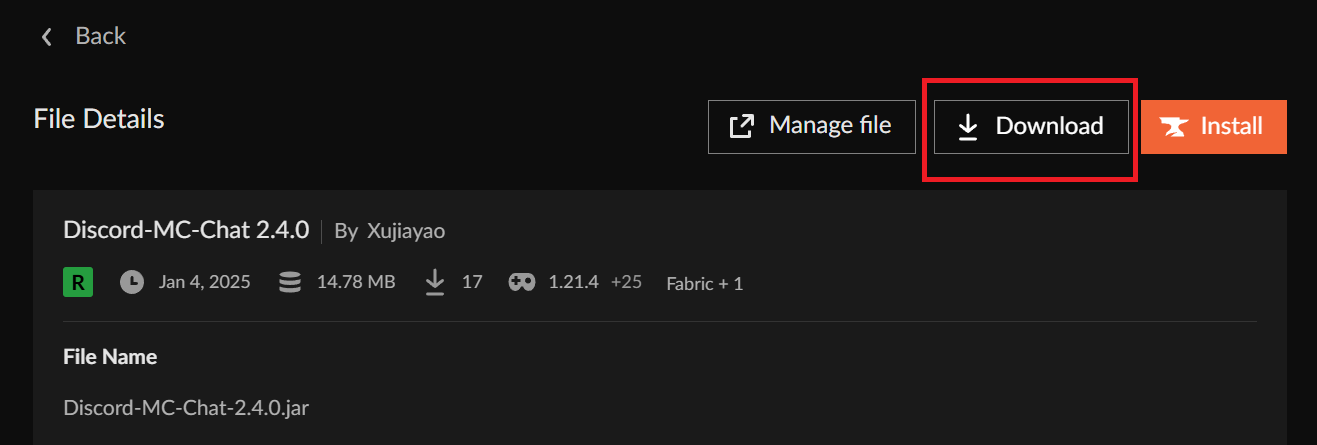 Back
File Details
Manage file
Download
Install
Discord-MC-Chat 2.4.0 By Xujiayao
R Jan 4, 2025 14.78 MB 17 1.21.4 +25 Fabric + 1
File Name
Discord-MC-Chat-2.4.0.jar